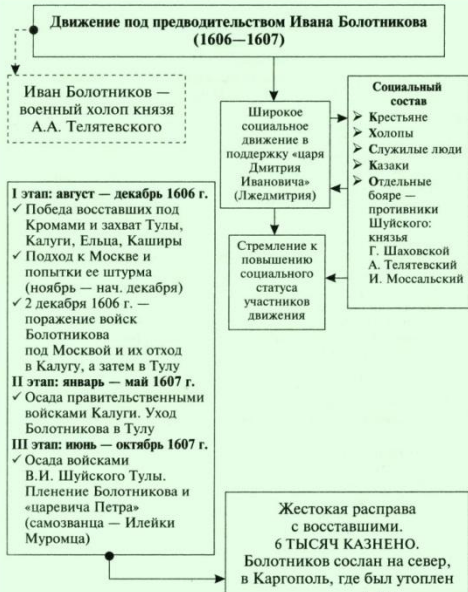 Движение под предводительством Ивана Болотникова
(1606—1607)
Иван Болотников —
военный холоп князя
А.А. Телятевского
Широкое
социальное
движение в
поддержку «царя
Дмитрия
Ивановича»
(Лжедмитрия)
Социальный
состав
➢ Крестьяне
➢ Холопы
➢ Служилые люди
➢ Казаки
➢ Отдельные
бояре —
противники
Шуйского:
князья
Г. Шаховской
А. Телятевский
И. Моссальский
Стремление к
повышению
социального
статуса
участников
движения
I этап: август — декабрь 1606 г.
✓ Победа восставших под
Кромами и захват Тулы,
Калуги, Ельца, Каширы
✓ Подход к Москве и
попытки ее штурма
(ноябрь — нач. декабря)
✓ 2 декабря 1606 г. —
поражение войск
Болотникова
под Москвой и их отход
в Калугу, а затем в Тулу
II этап: январь — май 1607 г.
✓ Осада правительственными
войсками Калуги. Уход
Болотникова в Тулу
III этап: июнь — октябрь 1607 г.
✓ Осада войсками
В.И. Шуйского Тулы.
Пленение Болотникова и
«царевича Петра»
(самозванца — Илейки
Муромца)
Жестокая расправа
с восставшими.
6 ТЫСЯЧ КАЗНЕНО.
Болотников сослан на север,
в Каргополь, где был утоплен